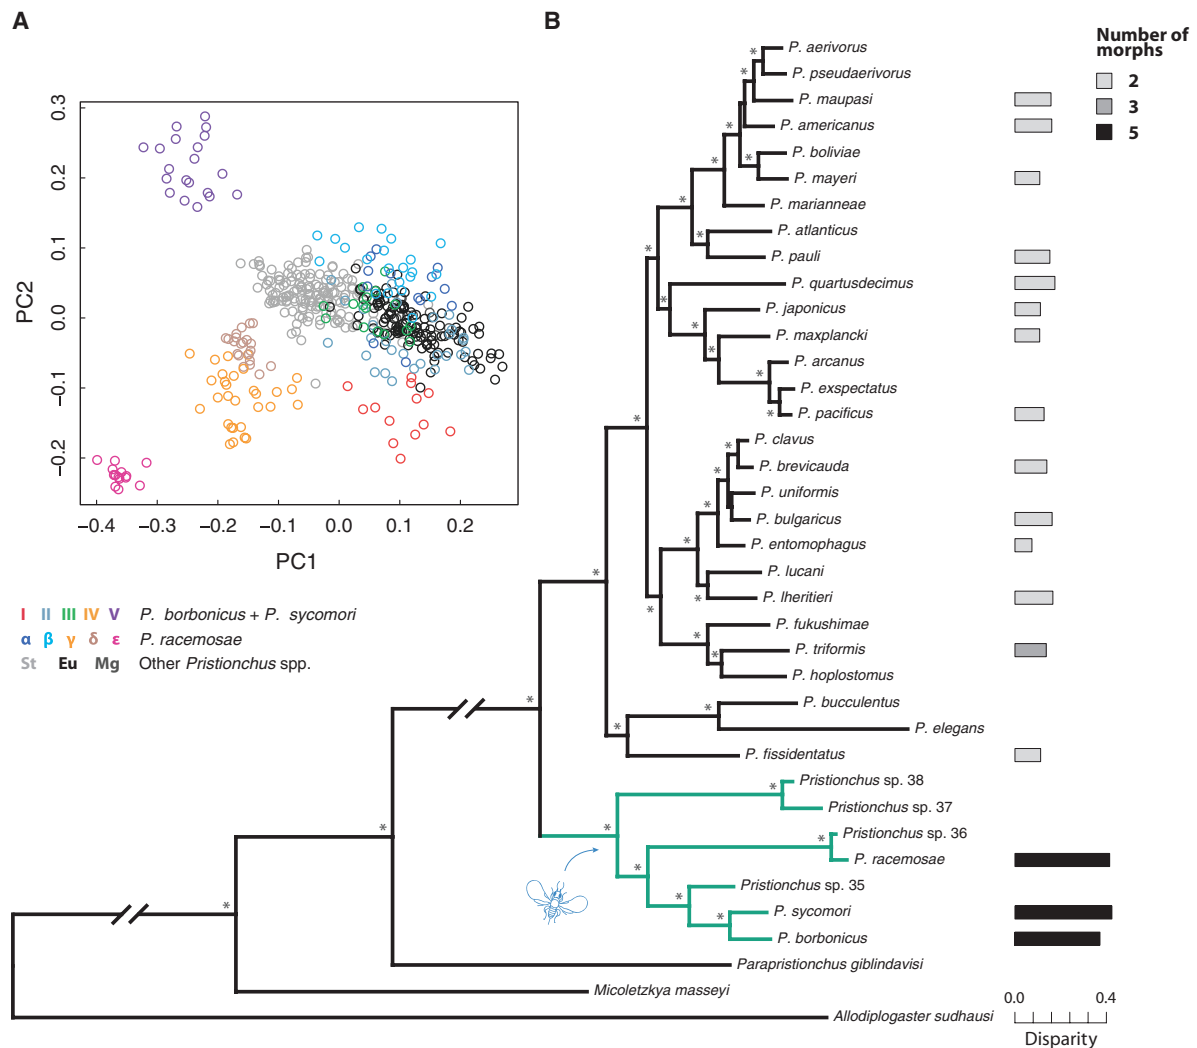 A
B
0.3
0.2
0.1
0.0
−0.1
−0.2
PC2
−0.4
−0.3
−0.2
−0.1
0.0
0.1
0.2
PC1
I II III IV V P. borbonicus + P. sycomori
α β γ δ ε P. racemosae
St Eu Mg Other Pristionchus spp.
P. aerivorus
P. pseudaerivorus
P. maupasi
P. americanus
P. boliviae
P. mayeri
P. marianneae
P. atlanticus
P. pauli
P. quartusdecimus
P. japonicus
P. maxplancki
P. arcanus
P. exspectatus
P. pacificus
P. clavus
P. brevicauda
P. uniformis
P. bulgaricus
P. entomophagus
P. lucani
P. lheritieri
P. fukushimae
P. triformis
P. hoplostomus
P. bucculentus
P. elegans
P. fissidentatus
Pristionchus sp. 38
Pristionchus sp. 37
Pristionchus sp. 36
P. racemosae
Pristionchus sp. 35
P. sycomori
P. borbonicus
Parapristionchus giblindavisi
Micoletzkya masseyi
Allodiplogaster sudhausi
Number of
morphs
2
3
5
0.0 0.4
Disparity